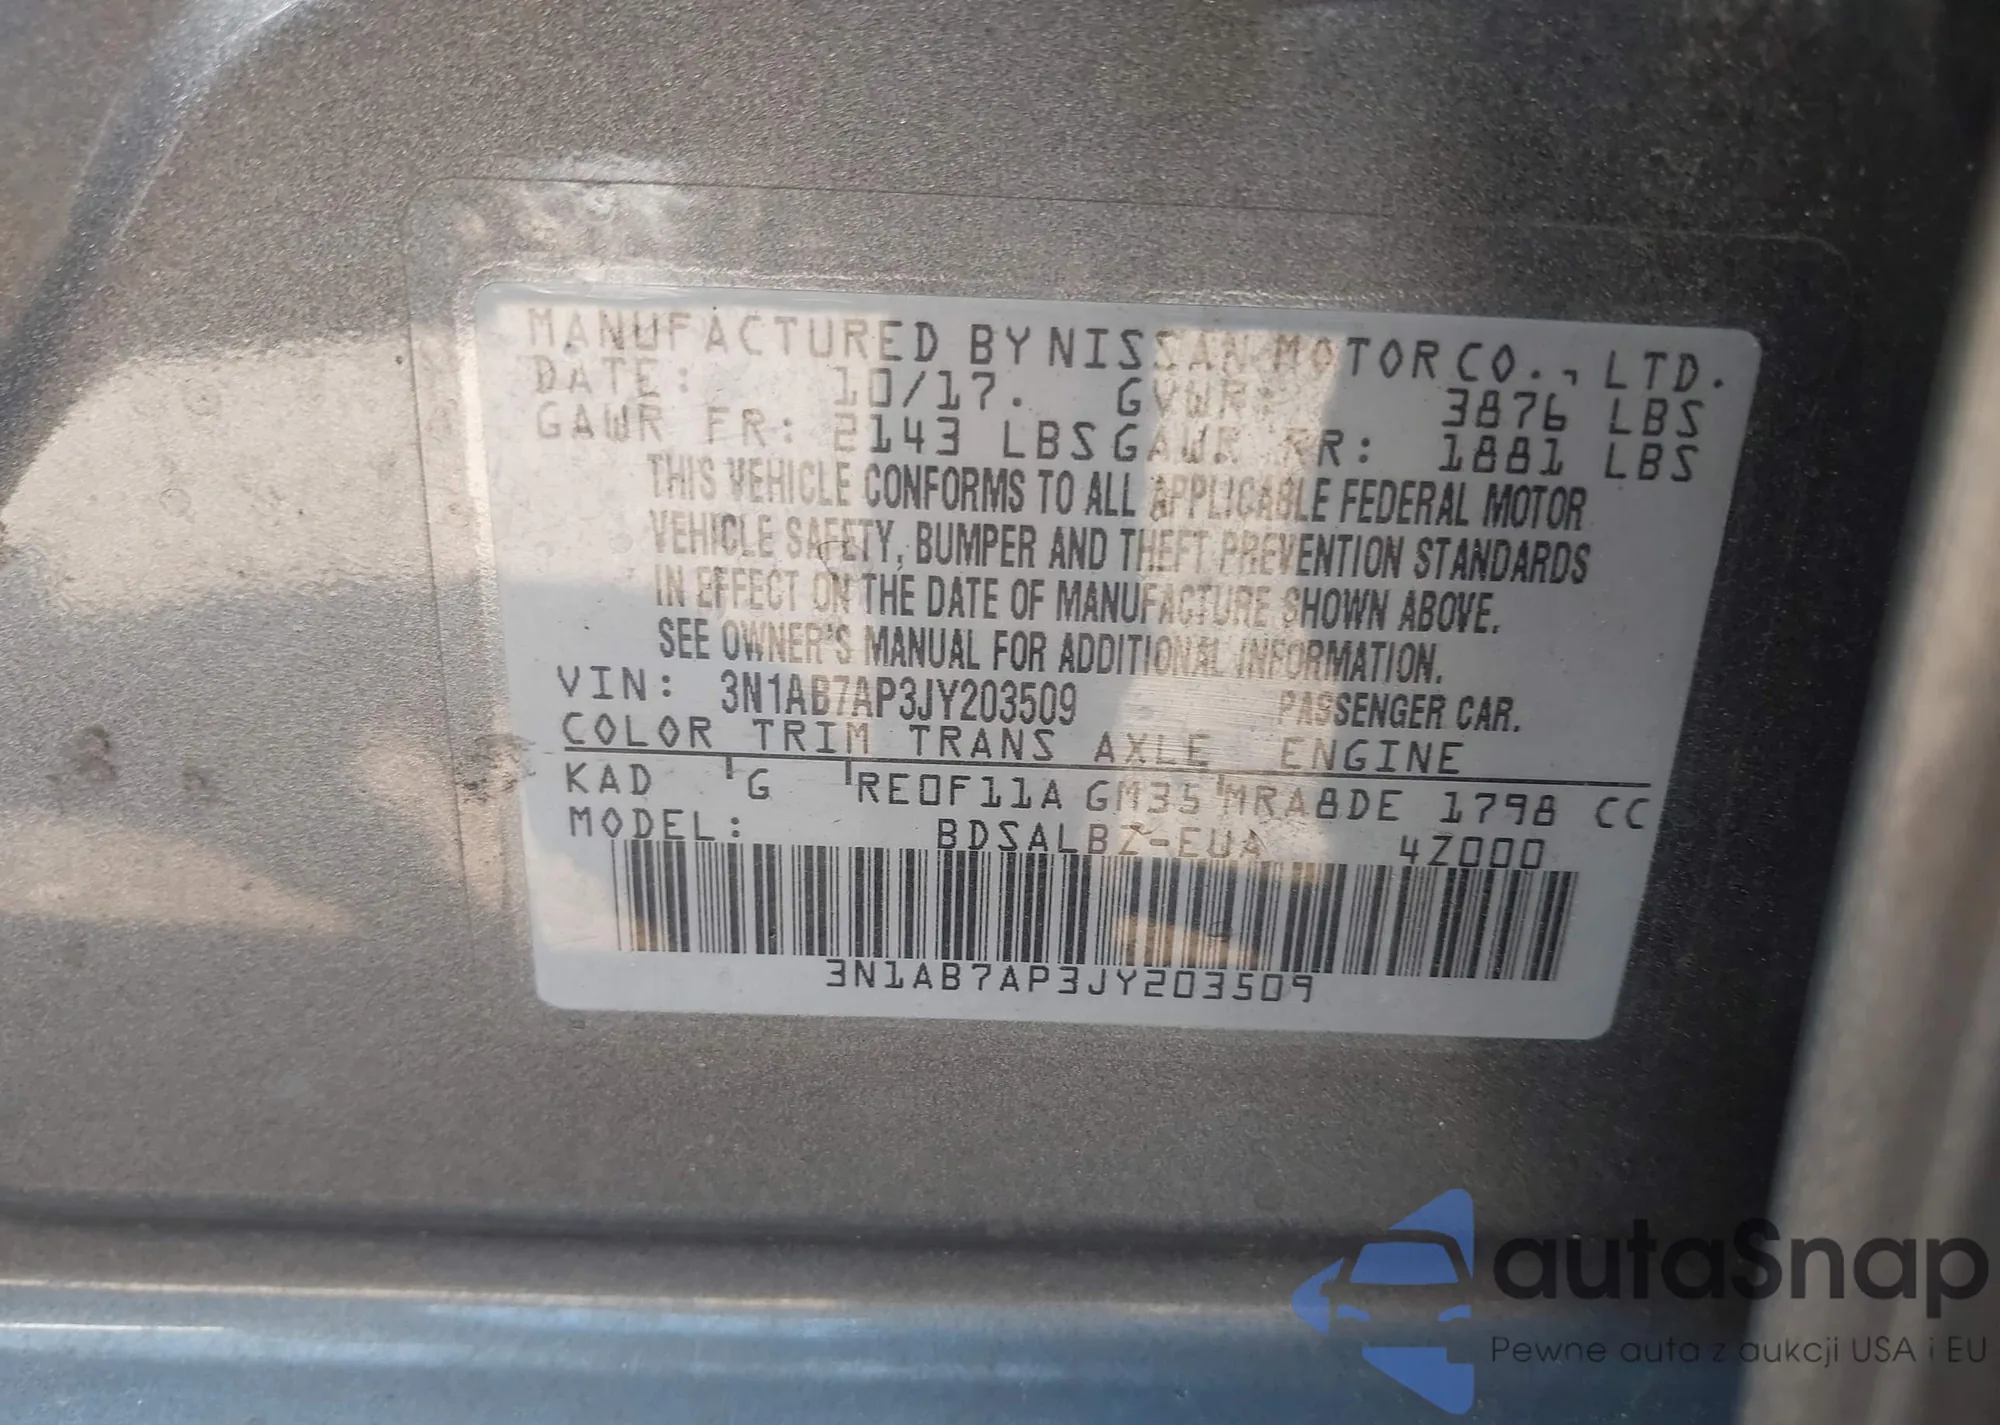 MANUFACTURED BY NISSAN MOTOR CO., LTD.
DATE: 10/17. GVWR: 3876 LBS
GAWR FR: 2143 LBS GAWR RR: 1881 LBS
THIS VEHICLE CONFORMS TO ALL APPLICABLE FEDERAL MOTOR
VEHICLE SAFETY, BUMPER AND THEFT PREVENTION STANDARDS
IN EFFECT ON THE DATE OF MANUFACTURE SHOWN ABOVE.
SEE OWNER'S MANUAL FOR ADDITIONAL INFORMATION.
VIN: 3N1AB7AP3JY203509 PASSENGER CAR.
COLOR TRIM TRANS AXLE ENGINE
KAD G RE0F11A GM35 MRA8DE 1798 CC
MODEL: BDSALBZ-EUA 4Z000
3N1AB7AP3JY203509
autaSnap
Pewne auta z aukcji USA i EU